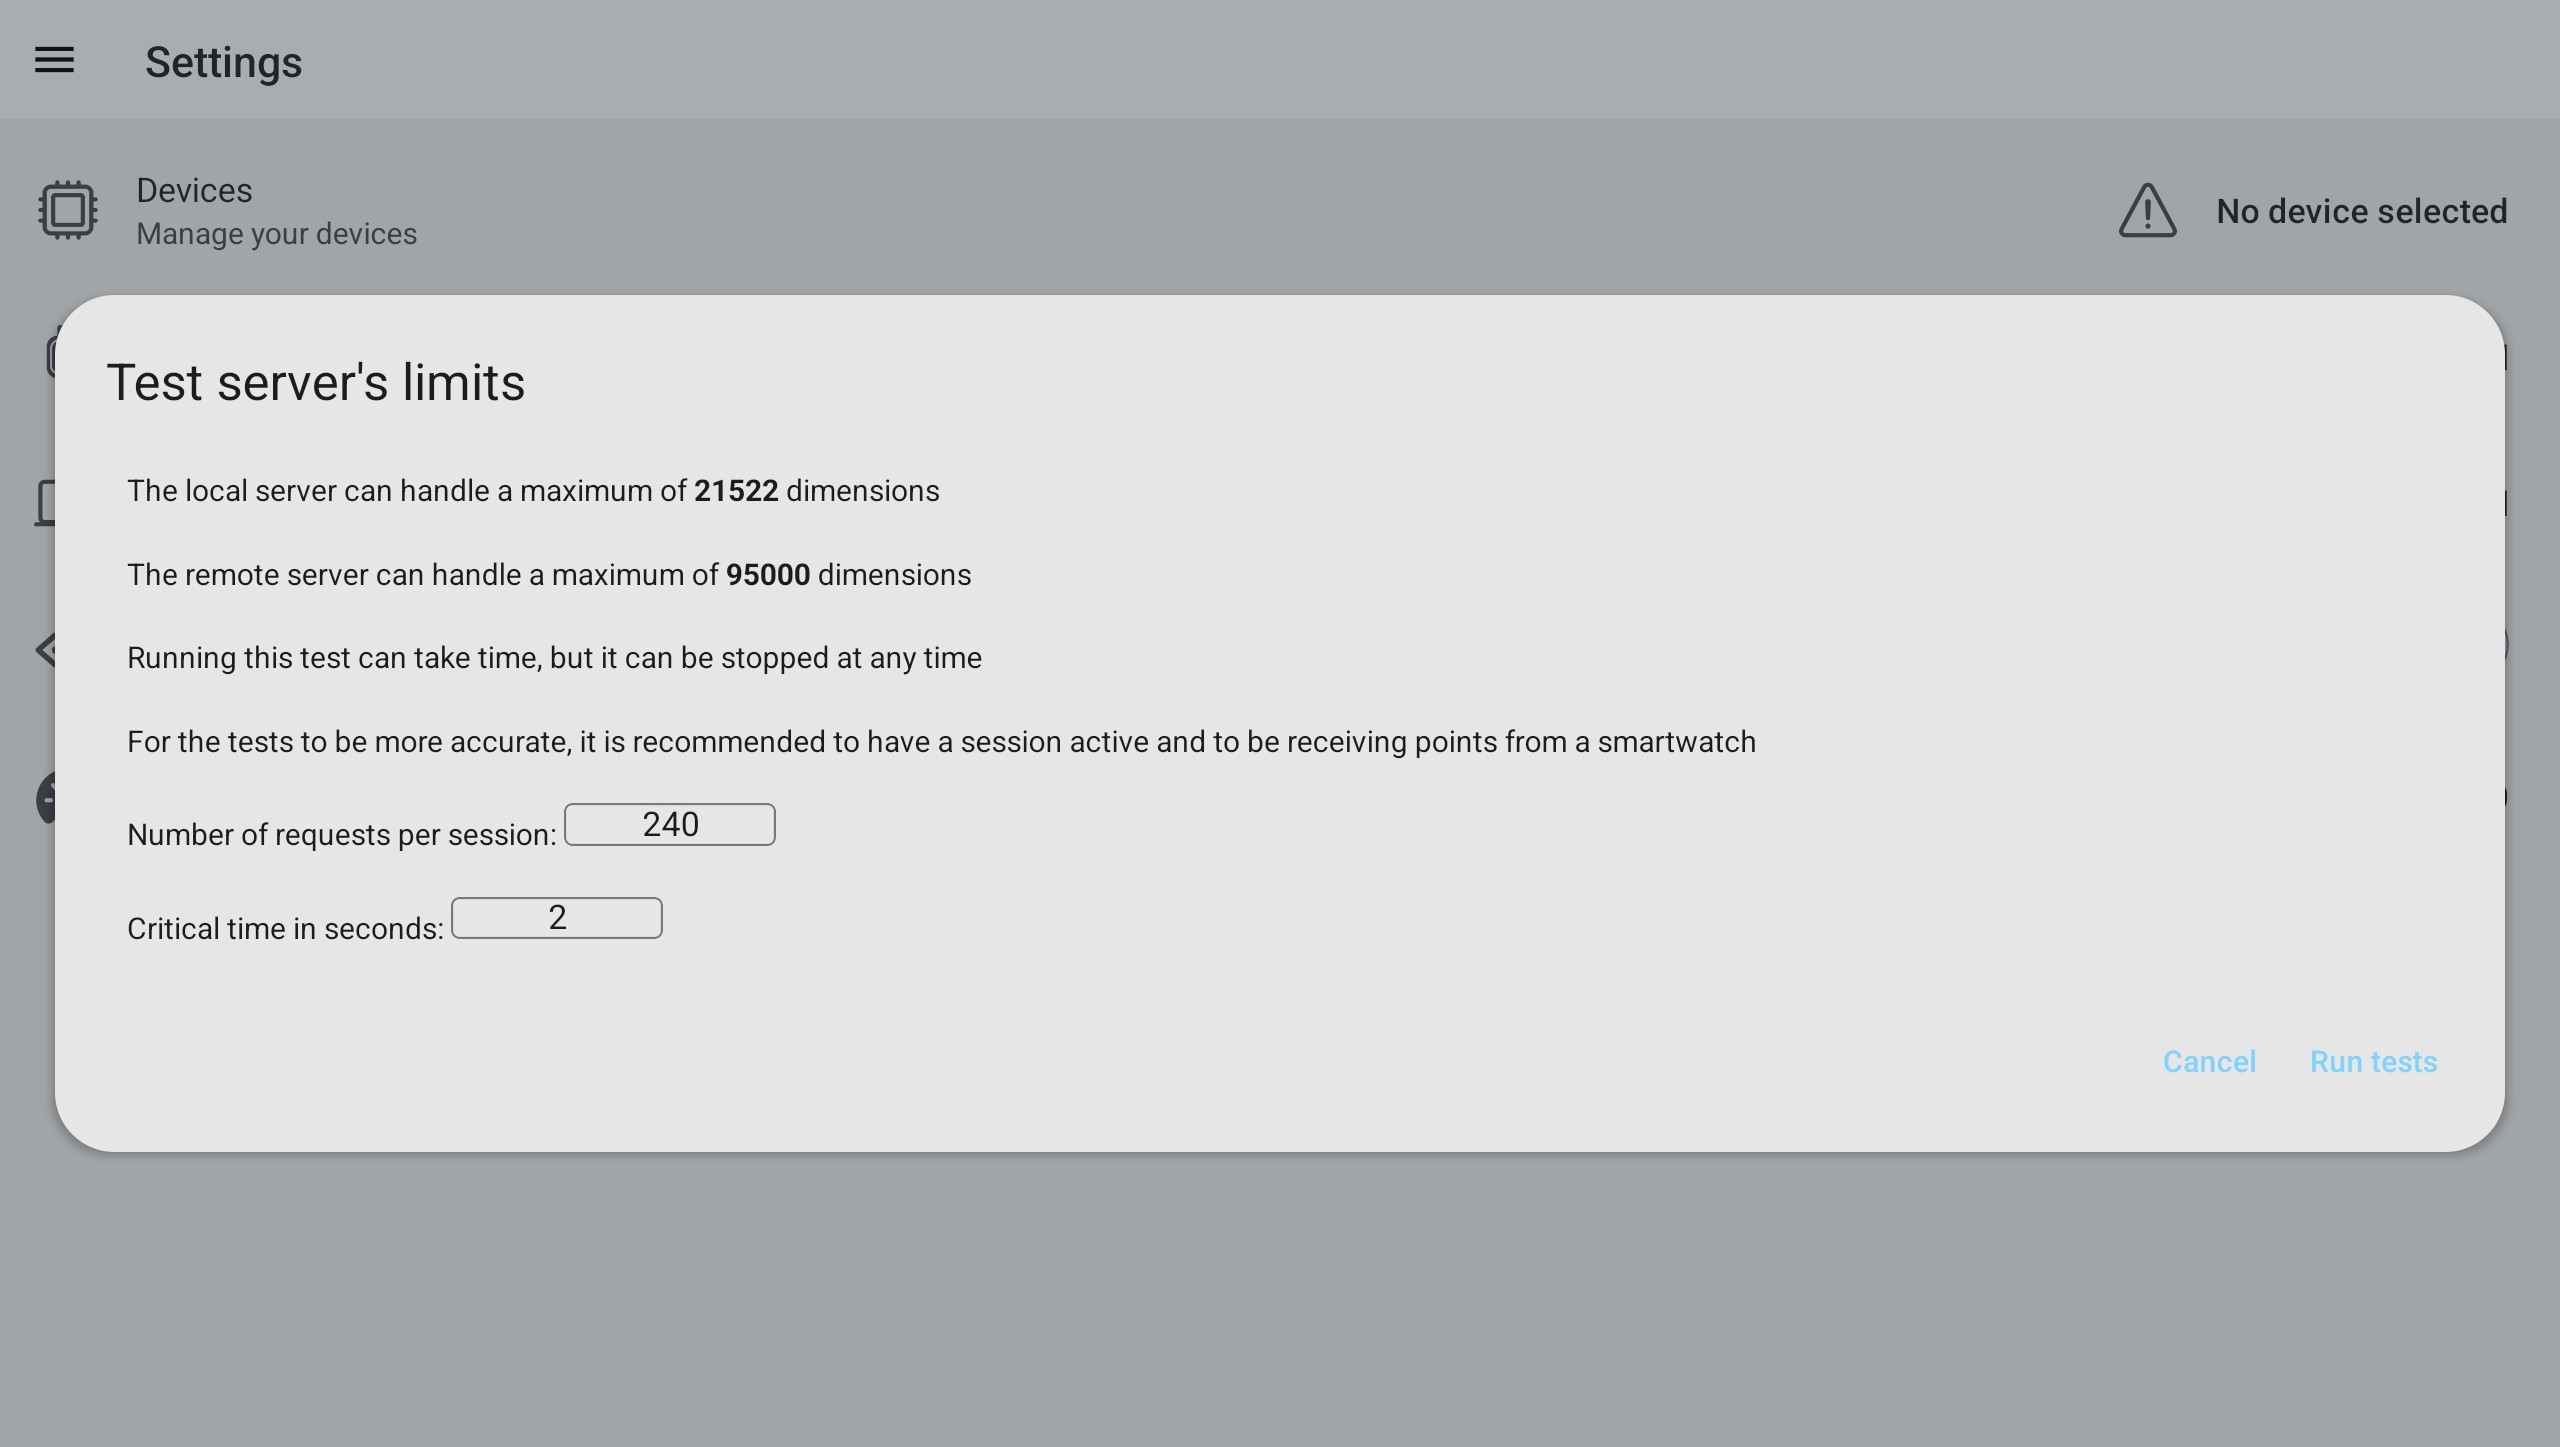 Settings
Devices
Manage your devices
No device selected
Test server's limits
The local server can handle a maximum of 21522 dimensions
The remote server can handle a maximum of 95000 dimensions
Running this test can take time, but it can be stopped at any time
For the tests to be more accurate, it is recommended to have a session active and to be receiving points from a smartwatch
Number of requests per session: 240
Critical time in seconds: 2
Cancel
Run tests